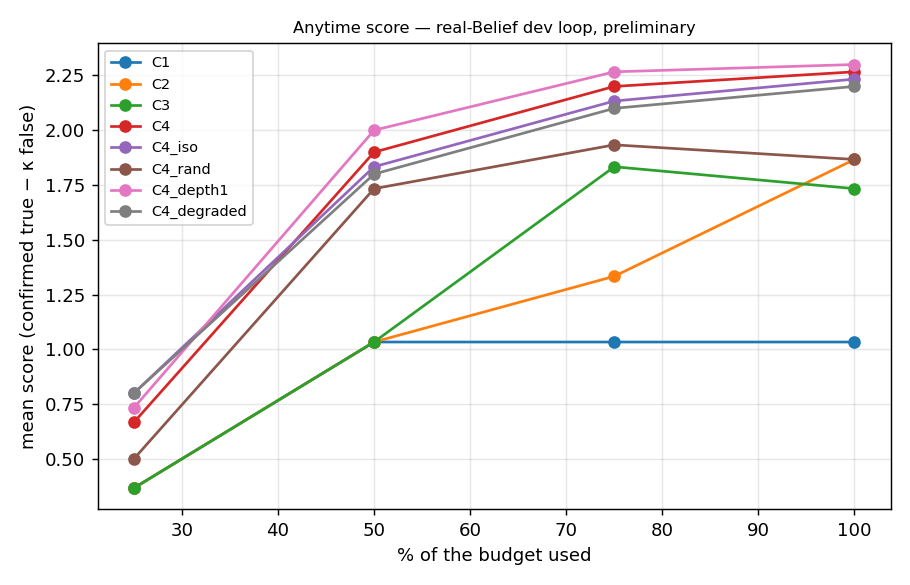 Anytime score — real-Belief dev loop, preliminary
mean score (confirmed true − κ false)
C1
C2
C3
C4
C4_iso
C4_rand
C4_depth1
C4_degraded
2.25
2.00
1.75
1.50
1.25
1.00
0.75
0.50
30 40 50 60 70 80 90 100
% of the budget used